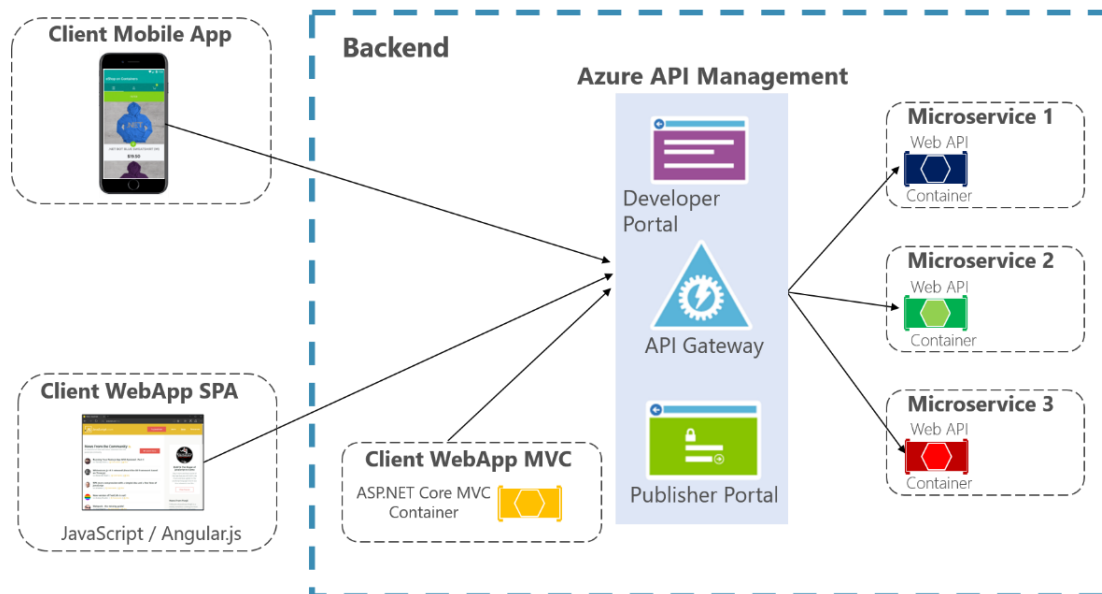 Client Mobile App
Backend
Azure API Management
Developer
Portal
API Gateway
Publisher Portal
Microservice 1
Web API
Container
Microservice 2
Web API
Container
Microservice 3
Web API
Container
Client WebApp SPA
JavaScript / Angular.js
Client WebApp MVC
ASP.NET Core MVC
Container
.NET